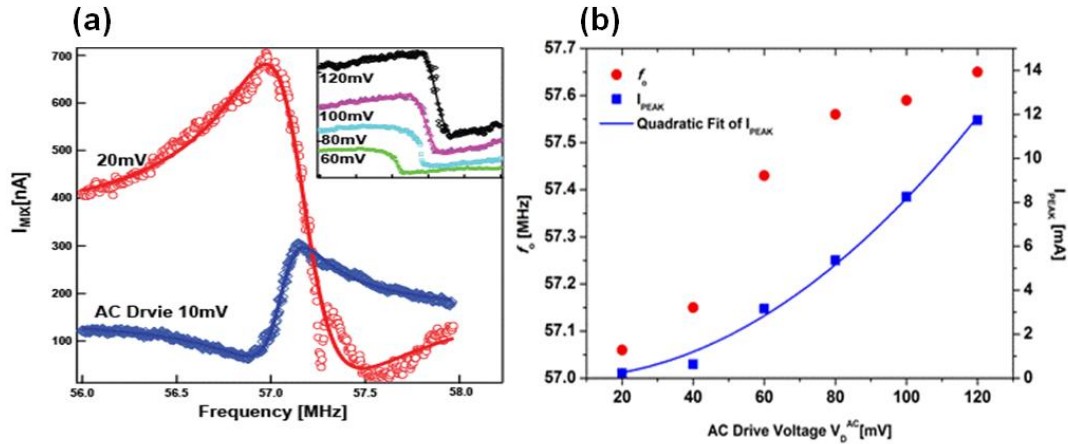 (a)
700
600
500
400
300
200
100
I_MIX[nA]
20mV
AC Drvie 10mV
120mV
100mV
80mV
60mV
56.0 56.5 57.0 57.5 58.0
Frequency [MHz]
(b)
57.7
57.6
57.5
57.4
57.3
57.2
57.1
57.0
f_o [MHz]
f_o
I_PEAK
Quadratic Fit of I_PEAK
14
12
10
8
6
4
2
0
I_PEAK [mA]
20 40 60 80 100 120
AC Drive Voltage V_D^AC[mV]